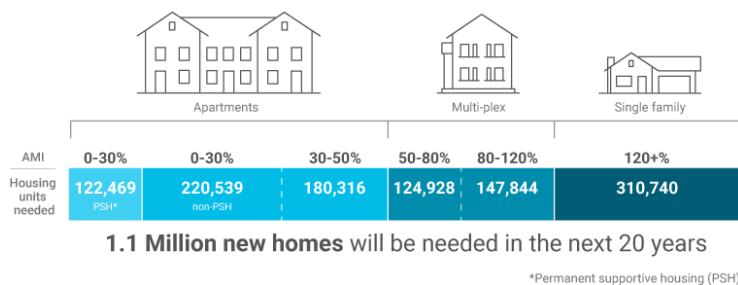 Apartments
Multi-plex
Single family
AMI 0-30% 0-30% 30-50% 50-80% 80-120% 120+%
Housing
units
needed
122,469 220,539 180,316 124,928 147,844 310,740
PSH* non-PSH
1.1 Million new homes will be needed in the next 20 years
*Permanent supportive housing (PSH)